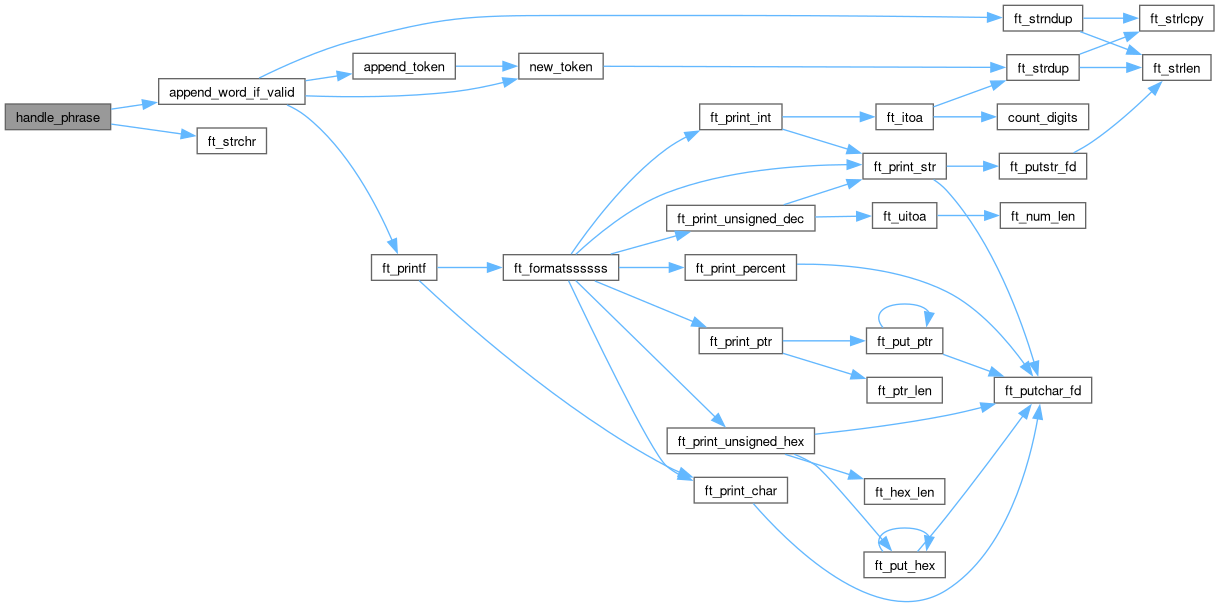 handle_phrase
append_word_if_valid
ft_strchr
append_token
new_token
ft_strndup
ft_strlcpy
ft_strdup
ft_strlen
ft_printf
ft_formatssssss
ft_print_int
ft_itoa
count_digits
ft_print_str
ft_putstr_fd
ft_print_unsigned_dec
ft_uitoa
ft_num_len
ft_print_percent
ft_print_ptr
ft_put_ptr
ft_ptr_len
ft_putchar_fd
ft_print_unsigned_hex
ft_hex_len
ft_print_char
ft_put_hex